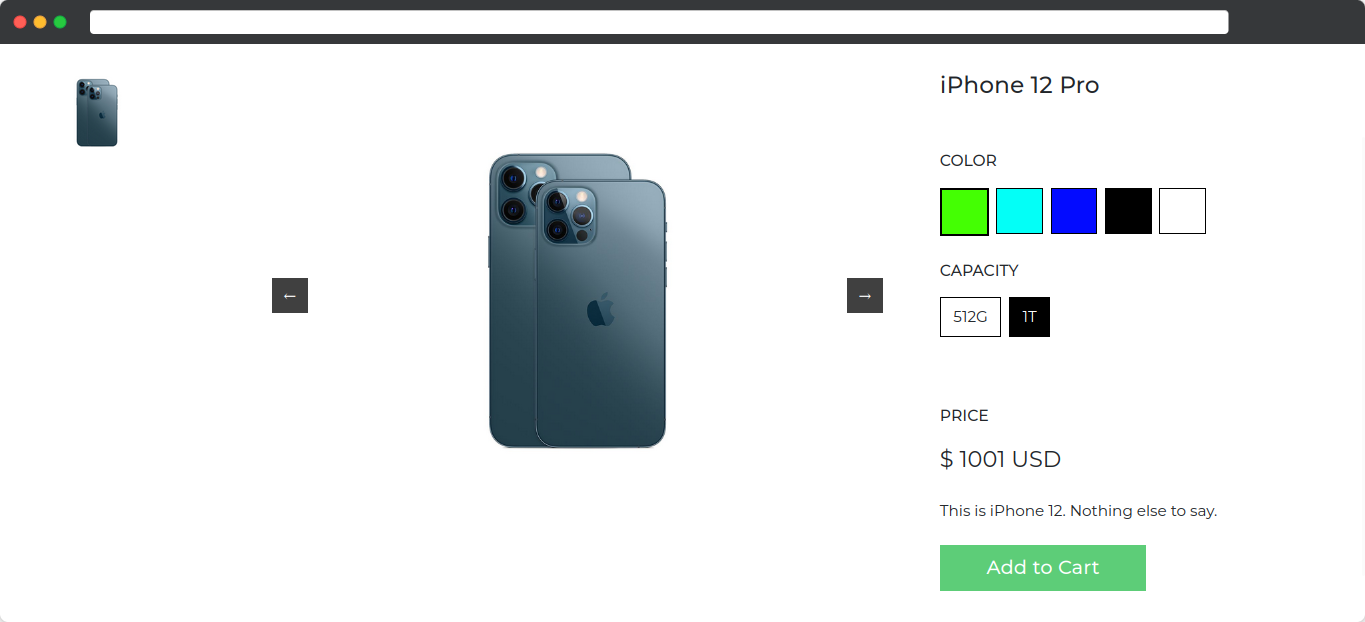 iPhone 12 Pro
COLOR
CAPACITY
512G 1T
←
→
PRICE
$ 1001 USD
This is iPhone 12. Nothing else to say.
Add to Cart